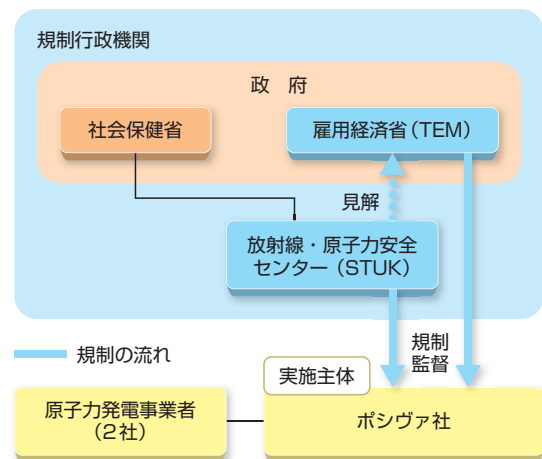 規制行政機関
政 府
社会保健省
雇用経済省（TEM）
見解
放射線・原子力安全
センター（STUK）
規制の流れ
規制
監督
実施主体
原子力発電事業者
（2社）
ポシヴァ社